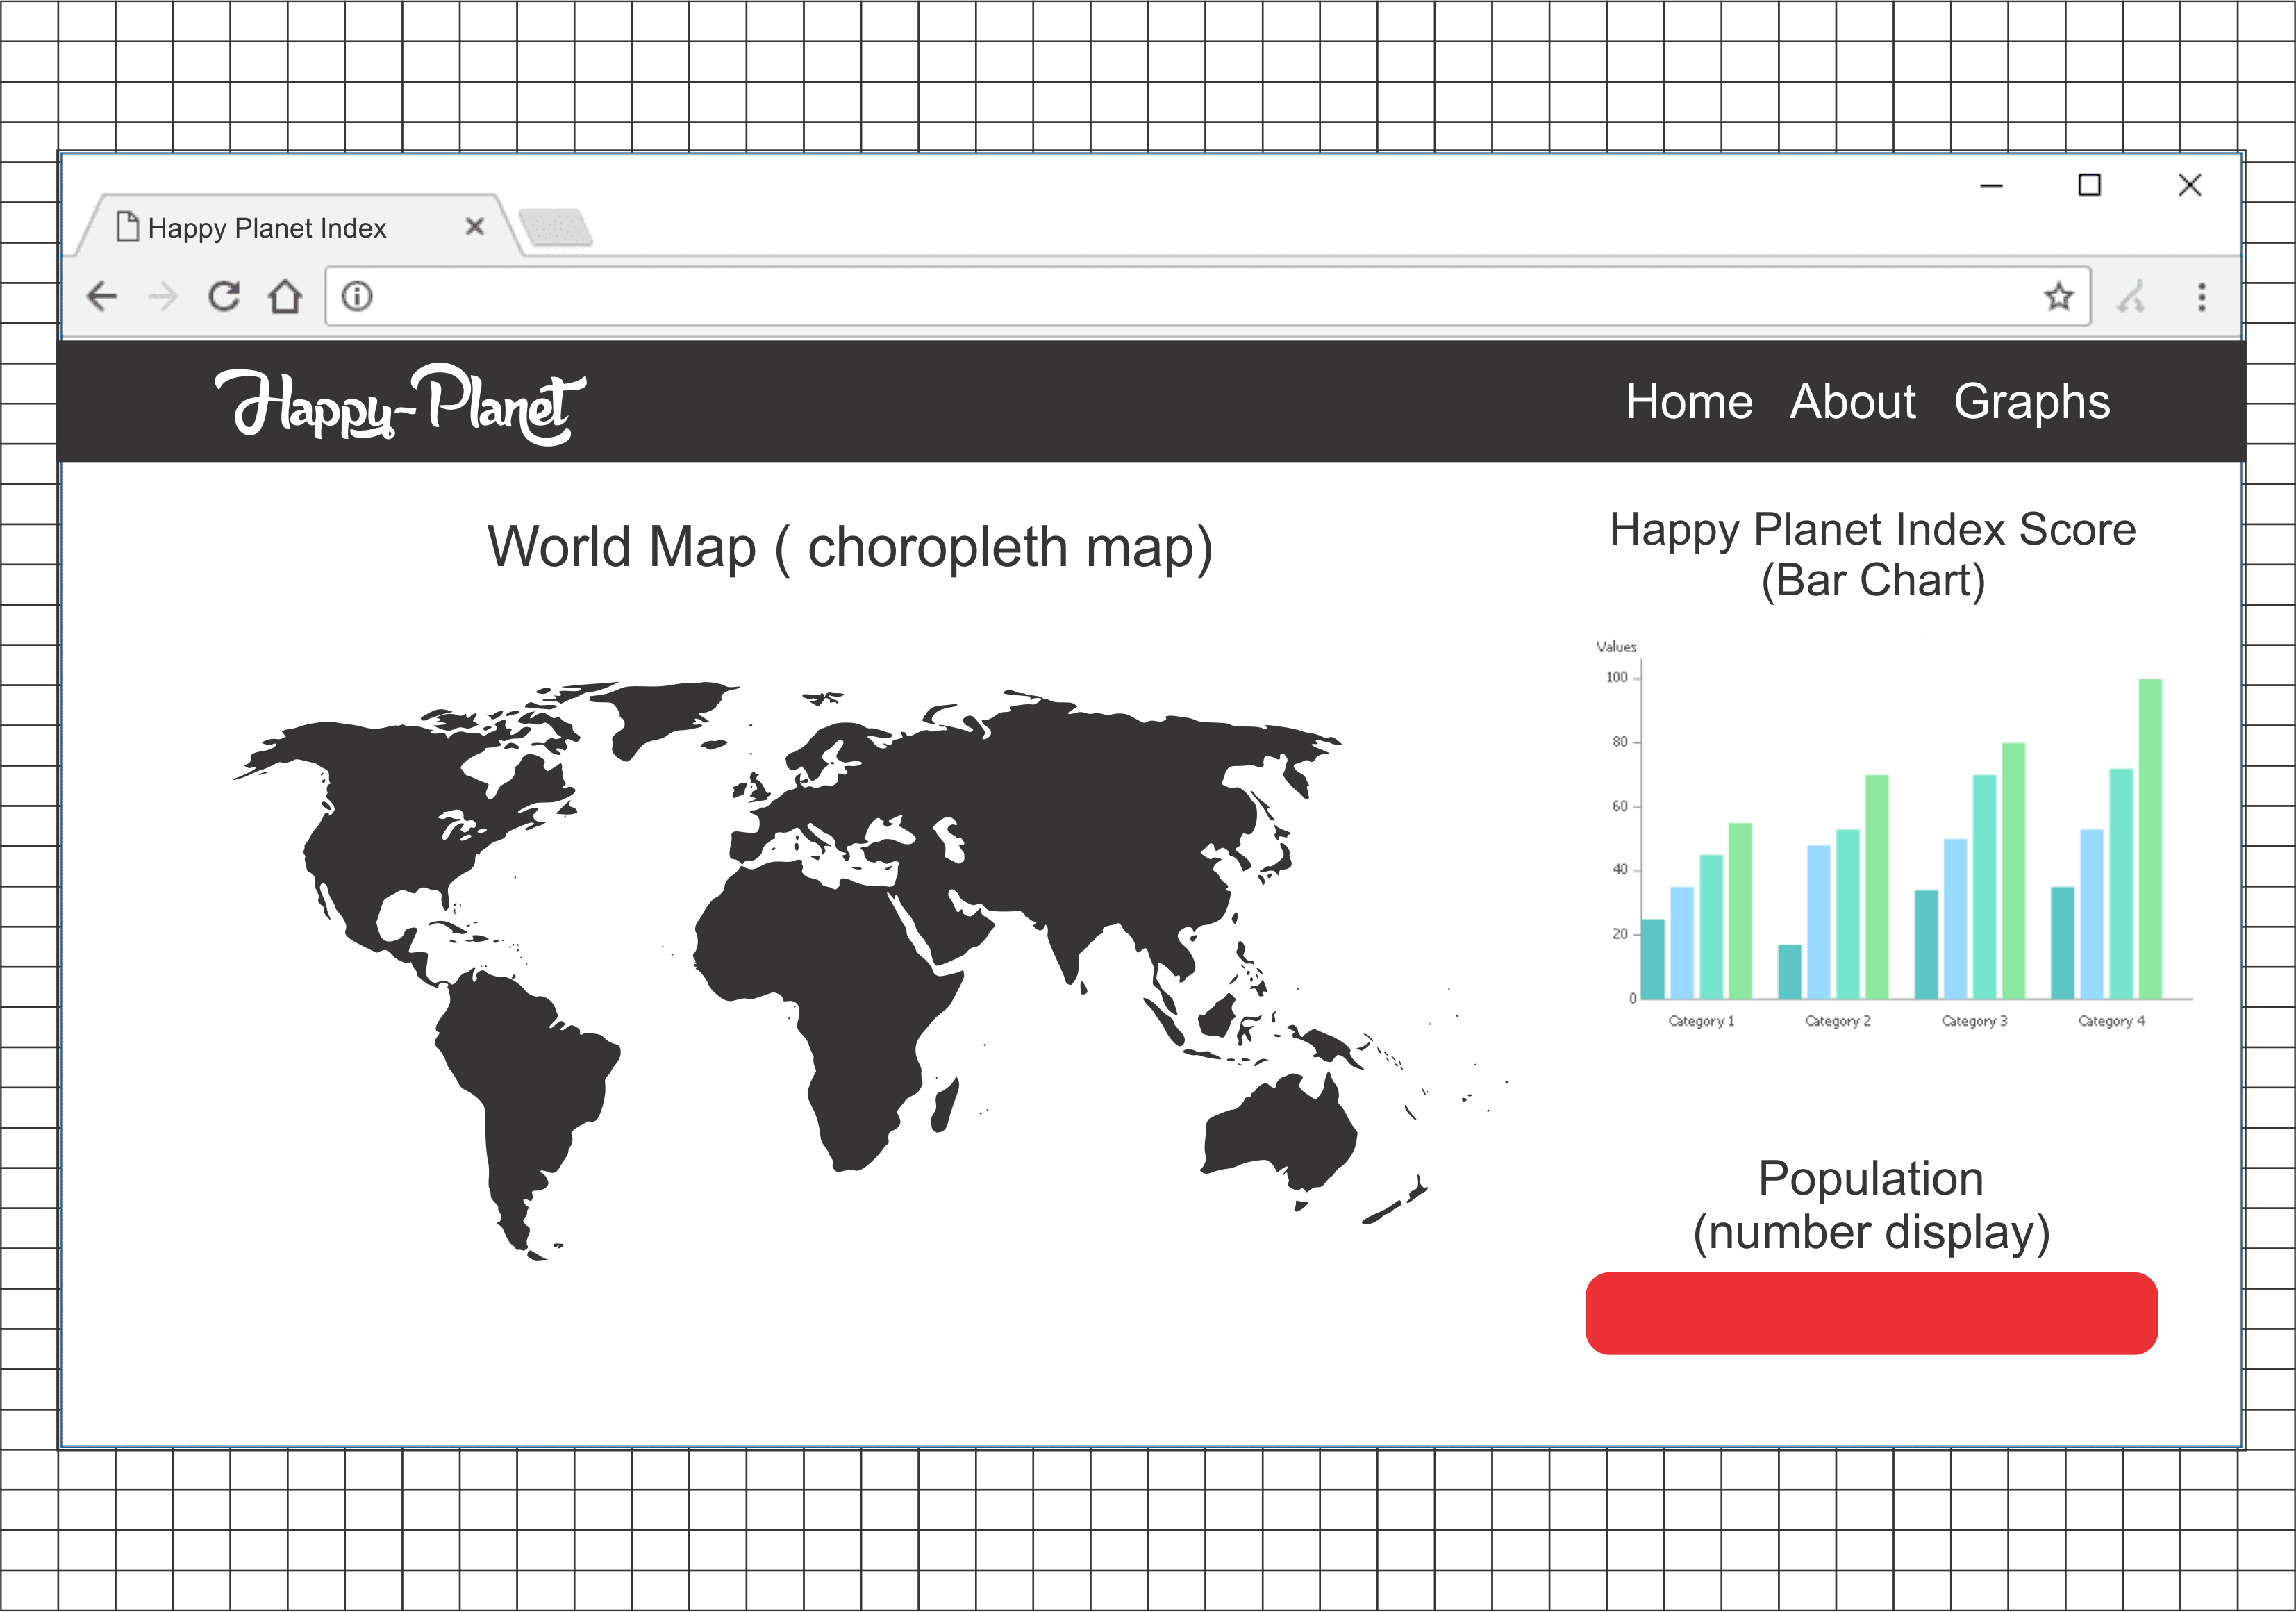 Happy Planet Index
Happy-Planet
Home About Graphs
World Map ( choropleth map)
Happy Planet Index Score
(Bar Chart)
Values
100
80
60
40
20
0
Category 1 Category 2 Category 3 Category 4
Population
(number display)